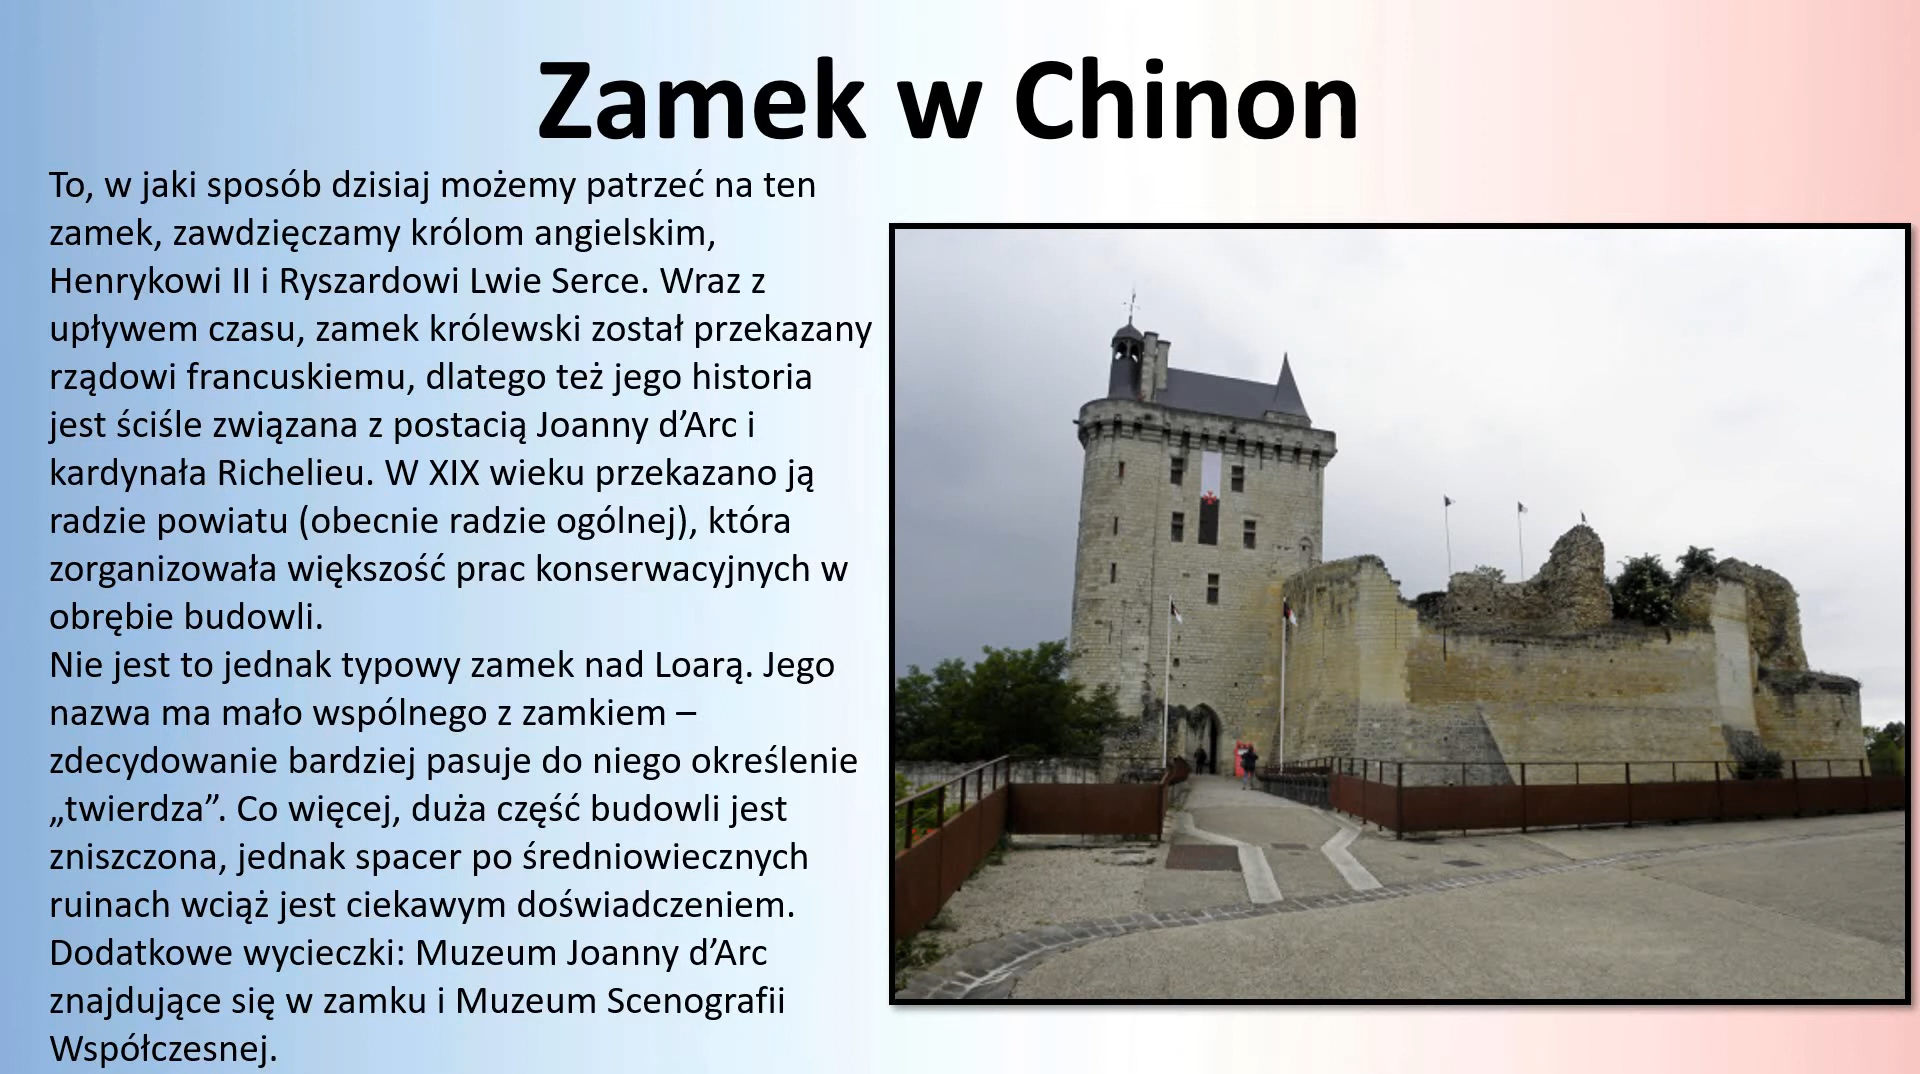 Zamek w Chinon
To, w jaki sposób dzisiaj możemy patrzeć na ten
zamek, zawdzięczamy królom angielskim,
Henrykowi II i Ryszardowi Lwie Serce. Wraz z
upływem czasu, zamek królewski został przekazany
rządowi francuskiemu, dlatego też jego historia
jest ściśle związana z postacią Joanny d’Arc i
kardynała Richelieu. W XIX wieku przekazano ją
radzie powiatu (obecnie radzie ogólnej), która
zorganizowała większość prac konserwacyjnych w
obrębie budowli.
Nie jest to jednak typowy zamek nad Loarą. Jego
nazwa ma mało wspólnego z zamkiem –
zdecydowanie bardziej pasuje do niego określenie
„twierdza”. Co więcej, duża część budowli jest
zniszczona, jednak spacer po średniowiecznych
ruinach wciąż jest ciekawym doświadczeniem.
Dodatkowe wycieczki: Muzeum Joanny d’Arc
znajdujące się w zamku i Muzeum Scenografii
Współczesnej.